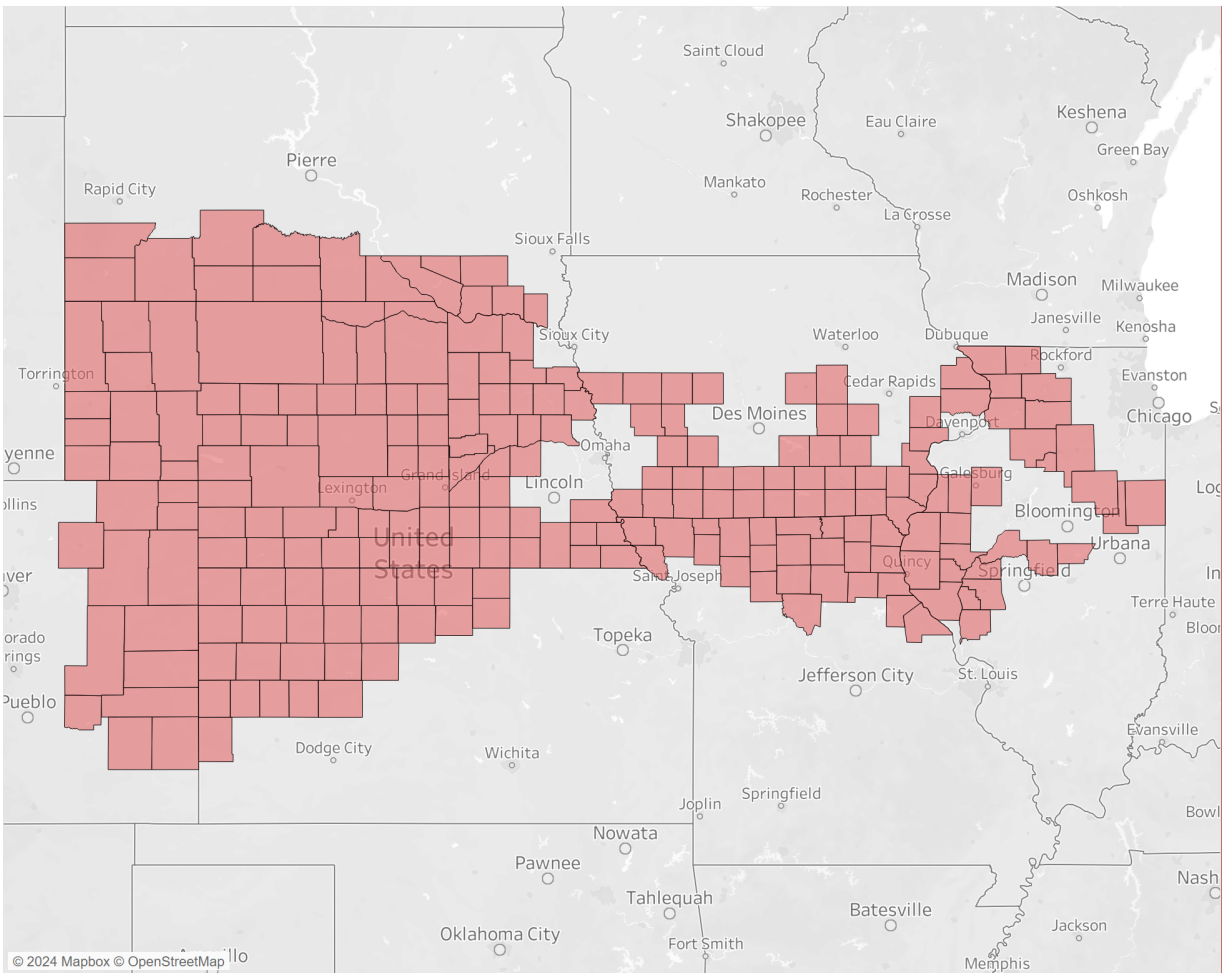 Saint Cloud
Shakopee
Eau Claire
Keshena
Green Bay
Pierre
Rapid City
Mankato
Rochester
Oshkosh
La Crosse
Sioux Falls
Madison
Milwaukee
Janesville
Kenosha
Sioux City
Waterloo
Dubuque
Rockford
Torrington
Cedar Rapids
Evanston
Des Moines
Chicago
Davenport
Omaha
yenne
Grand Island
Lexington
Lincoln
Galesburg
ollins
Bloomington
United
States
Urbana
Quincy
Springfield
Saint Joseph
ver
Terre Haute
Topeka
Bloor
orado
rings
Jefferson City
St. Louis
Pueblo
Evansville
Dodge City
Wichita
Joplin
Springfield
Bowl
Nowata
Pawnee
Nash
Tahlequah
Batesville
Oklahoma City
Fort Smith
Jackson
Memphis
© 2024 Mapbox © OpenStreetMap